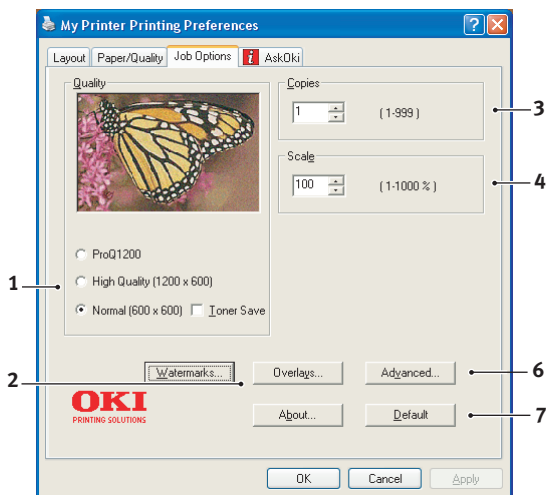 My Printer Printing Preferences
Layout Paper/Quality Job Options i AskOki
Quality
Copies
1 (1-999) 3
Scale
100 (1-1000 %) 4
ProQ1200
1 High Quality (1200 x 600)
Normal (600 x 600) Toner Save
Watermarks... Overlays... Advanced... 6
2
OKI
PRINTING SOLUTIONS
About... Default 7
OK Cancel Apply